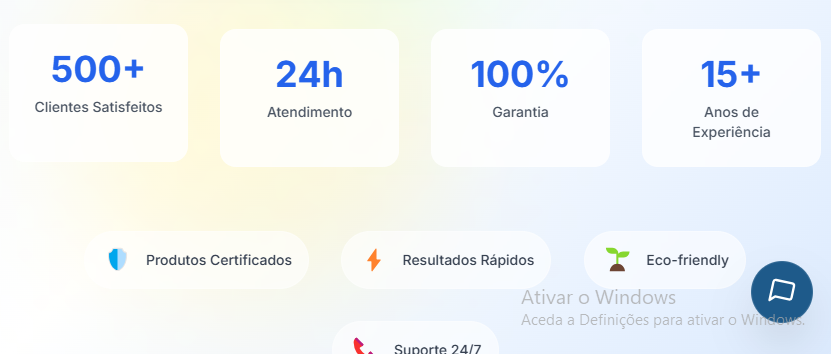 500+
24h
100%
15+
Clientes Satisfeitos
Atendimento
Garantia
Anos de
Experiência
Produtos Certificados
Resultados Rápidos
Eco-friendly
Ativar o Windows
Aceda a Definições para ativar o Windows.
Suporte 24/7